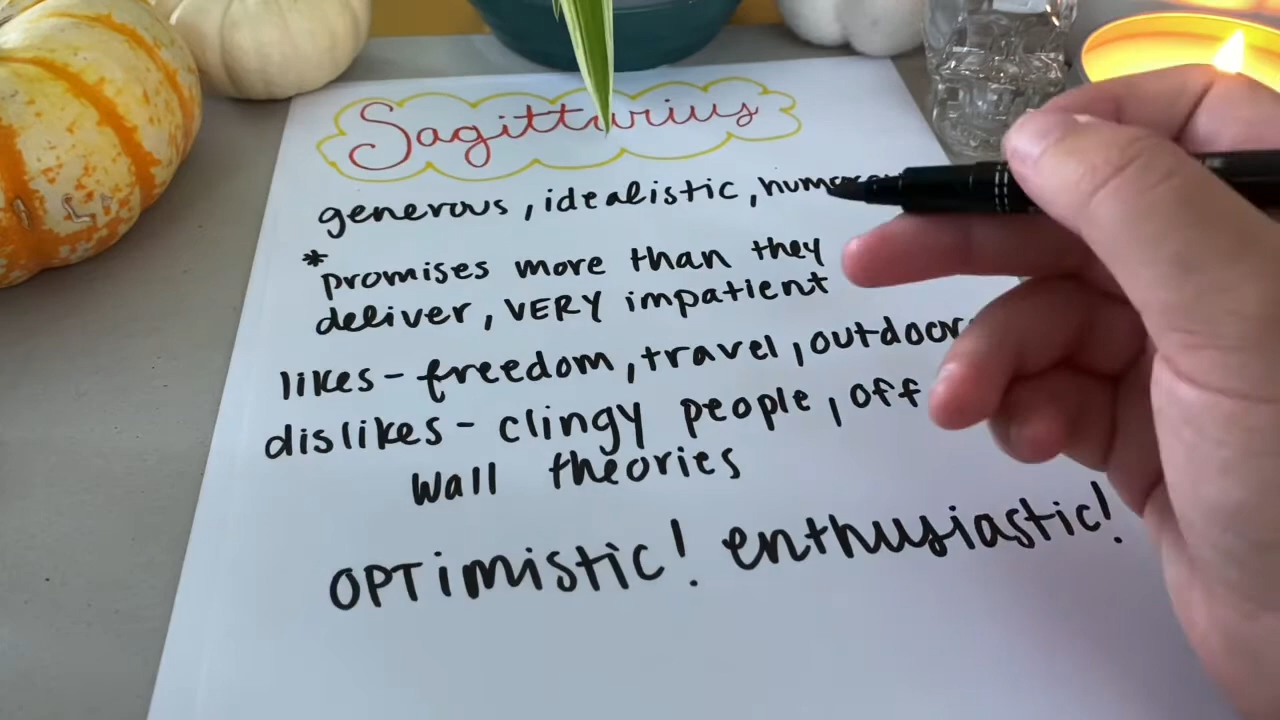 Sagittarius
generous, idealistic,
*
promises more than they
deliver, VERY impatient
likes - freedom, travel, outdoors
dislikes - clingy people, off
wall theories
OPTimistic! enthusiastic!